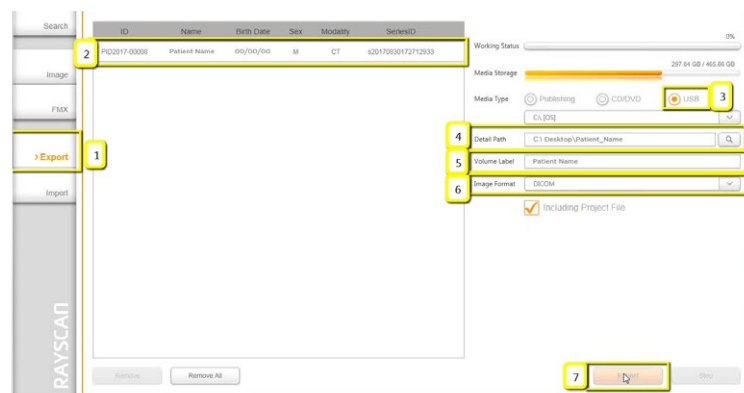 Search
Image
FMX
>Export
Import
RAYSCAN
1
ID Name Birth Date Sex Modality SeriesID
2 PID2017-00008 Patient Name 00/00/00 M CT s20170830172712933
Working Status 0%
Media Storage 297.84 GB / 465.66 GB
Media Type Publishing CD/DVD USB 3
C:\ [OS]
4 Detail Path C:\ Desktop\Patient_Name
5 Volume Label Patient Name
6 Image Format DICOM
Including Project File
Remove Remove All 7 Stop